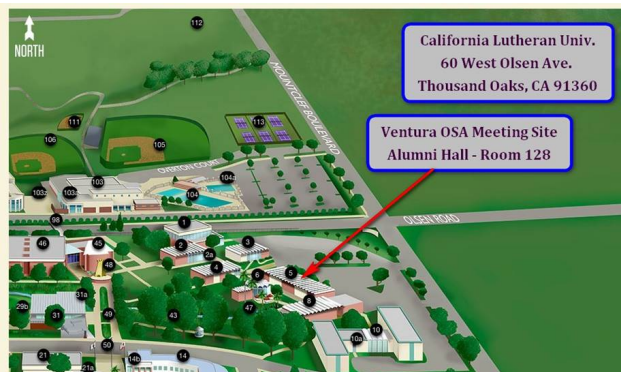 112
NORTH
California Lutheran Univ.
60 West Olsen Ave.
Thousand Oaks, CA 91360
MOUNTCLEF BOULEVARD
111
113
106
105
Ventura OSA Meeting Site
Alumni Hall - Room 128
OVERTON COURT
103
104a
103
104
98
1
OLSEN ROAD
46
45
2
3
2a
48
4
6
5
31a
29b
31
49
43
47
8
10
10a
50
21
21a
14b
14